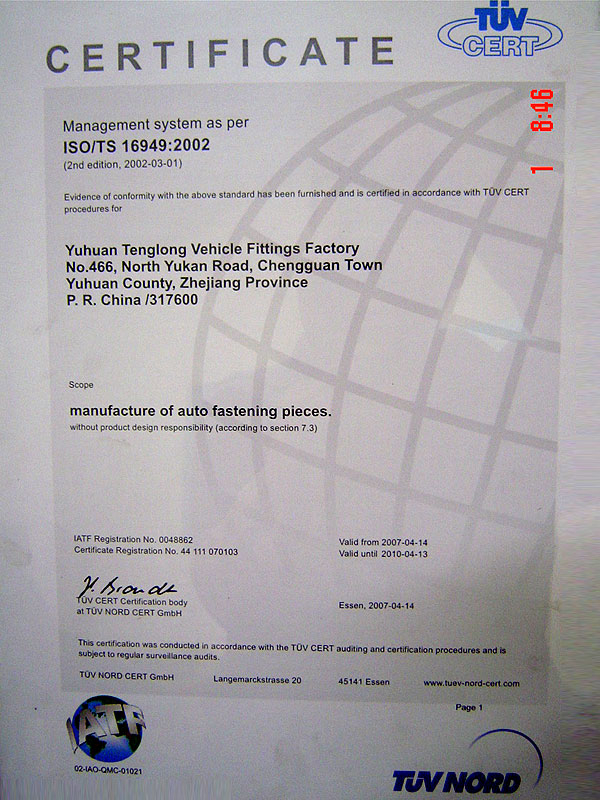 CERTIFICATE
TÜV
CERT
1 8:46
Management system as per
ISO/TS 16949:2002
(2nd edition, 2002-03-01)
Evidence of conformity with the above standard has been furnished and is certified in accordance with TÜV CERT
procedures for
Yuhuan Tenglong Vehicle Fittings Factory
No.466, North Yukan Road, Chengguan Town
Yuhuan County, Zhejiang Province
P. R. China /317600
Scope
manufacture of auto fastening pieces.
without product design responsibility (according to section 7.3)
IATF Registration No. 0048862
Certificate Registration No. 44 111 070103
Valid from 2007-04-14
Valid until 2010-04-13
H. Brandt
TÜV CERT Certification body
at TÜV NORD CERT GmbH
Essen, 2007-04-14
This certification was conducted in accordance with the TÜV CERT auditing and certification procedures and is
subject to regular surveillance audits.
TÜV NORD CERT GmbH Langemarckstrasse 20 45141 Essen www.tuev-nord-cert.com
Page 1
IATF
02-IAO-QMC-01021
TÜV NORD